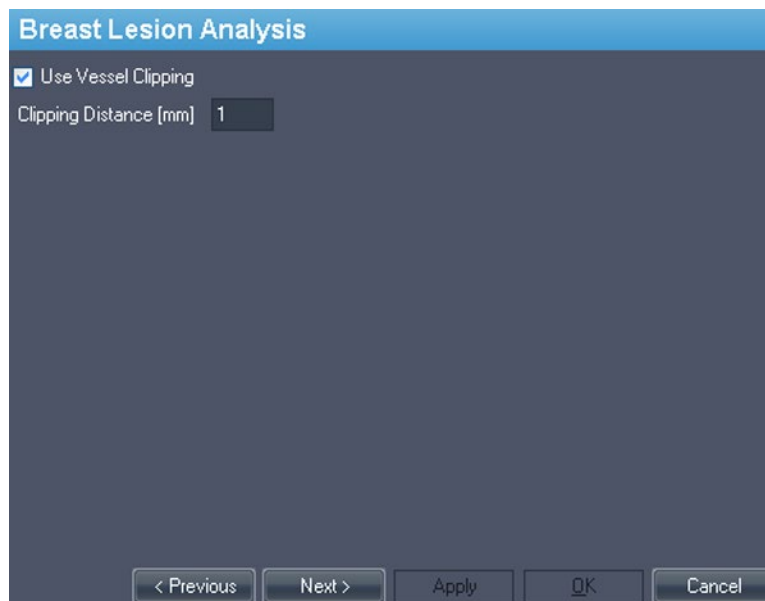 Breast Lesion Analysis
Use Vessel Clipping
Clipping Distance [mm] 1
< Previous Next > Apply OK Cancel